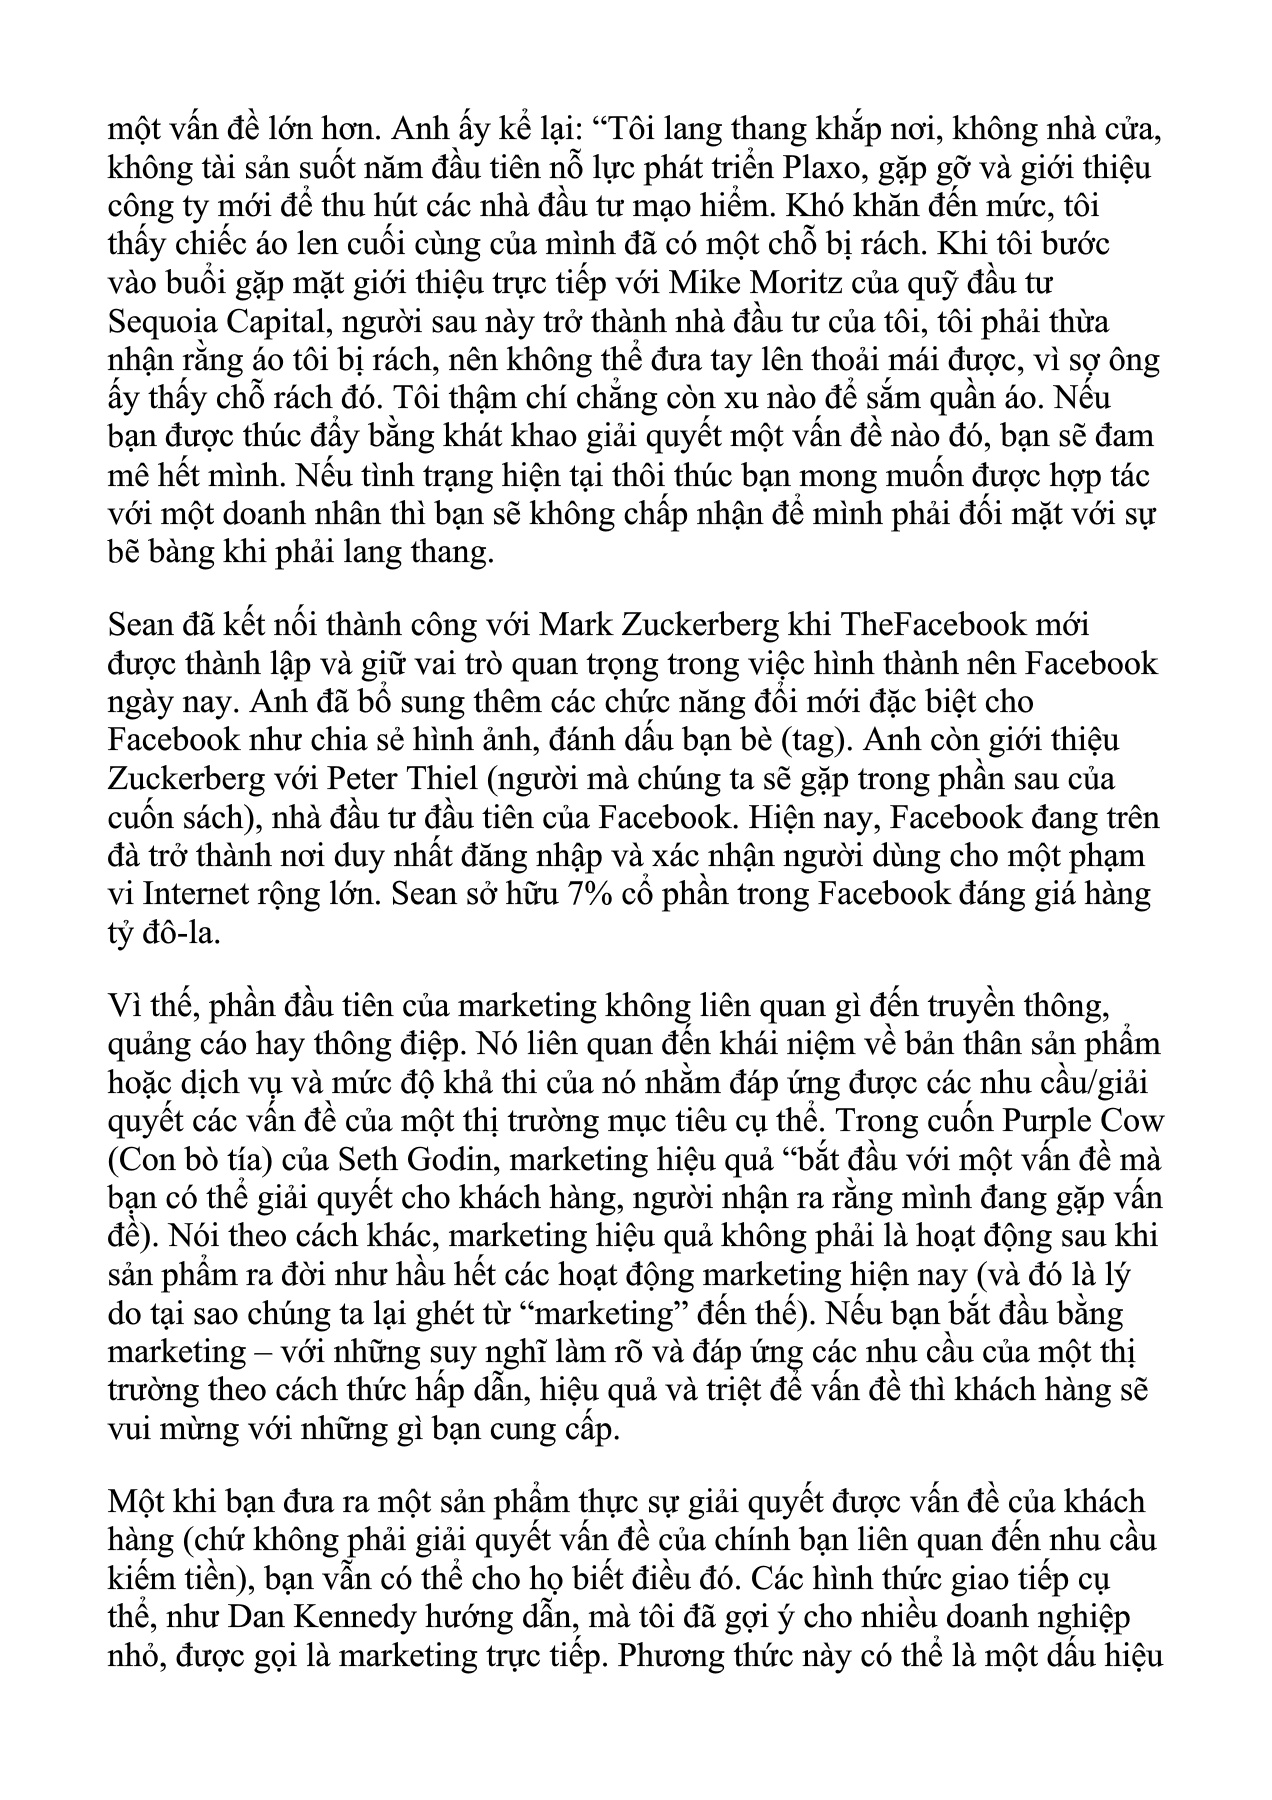 một vấn đề lớn hơn. Anh ấy kể lại: “Tôi lang thang khắp nơi, không nhà cửa,
không tài sản suốt năm đầu tiên nỗ lực phát triển Plaxo, gặp gỡ và giới thiệu
công ty mới để thu hút các nhà đầu tư mạo hiểm. Khó khăn đến mức, tôi
thấy chiếc áo len cuối cùng của mình đã có một chỗ bị rách. Khi tôi bước
vào buổi gặp mặt giới thiệu trực tiếp với Mike Moritz của quỹ đầu tư
Sequoia Capital, người sau này trở thành nhà đầu tư của tôi, tôi phải thừa
nhận rằng áo tôi bị rách, nên không thể đưa tay lên thoải mái được, vì sợ ông
ấy thấy chỗ rách đó. Tôi thậm chí chẳng còn xu nào để sắm quần áo. Nếu
bạn được thúc đẩy bằng khát khao giải quyết một vấn đề nào đó, bạn sẽ đam
mê hết mình. Nếu tình trạng hiện tại thôi thúc bạn mong muốn được hợp tác
với một doanh nhân thì bạn sẽ không chấp nhận để mình phải đối mặt với sự
bẽ bàng khi phải lang thang.
Sean đã kết nối thành công với Mark Zuckerberg khi TheFacebook mới
được thành lập và giữ vai trò quan trọng trong việc hình thành nên Facebook
ngày nay. Anh đã bổ sung thêm các chức năng đổi mới đặc biệt cho
Facebook như chia sẻ hình ảnh, đánh dấu bạn bè (tag). Anh còn giới thiệu
Zuckerberg với Peter Thiel (người mà chúng ta sẽ gặp trong phần sau của
cuốn sách), nhà đầu tư đầu tiên của Facebook. Hiện nay, Facebook đang trên
đà trở thành nơi duy nhất đăng nhập và xác nhận người dùng cho một phạm
vi Internet rộng lớn. Sean sở hữu 7% cổ phần trong Facebook đáng giá hàng
tỷ đô-la.
Vì thế, phần đầu tiên của marketing không liên quan gì đến truyền thông,
quảng cáo hay thông điệp. Nó liên quan đến khái niệm về bản thân sản phẩm
hoặc dịch vụ và mức độ khả thi của nó nhằm đáp ứng được các nhu cầu/giải
quyết các vấn đề của một thị trường mục tiêu cụ thể. Trong cuốn Purple Cow
(Con bò tía) của Seth Godin, marketing hiệu quả “bắt đầu với một vấn đề mà
bạn có thể giải quyết cho khách hàng, người nhận ra rằng mình đang gặp vấn
đề). Nói theo cách khác, marketing hiệu quả không phải là hoạt động sau khi
sản phẩm ra đời như hầu hết các hoạt động marketing hiện nay (và đó là lý
do tại sao chúng ta lại ghét từ “marketing” đến thế). Nếu bạn bắt đầu bằng
marketing – với những suy nghĩ làm rõ và đáp ứng các nhu cầu của một thị
trường theo cách thức hấp dẫn, hiệu quả và triệt để vấn đề thì khách hàng sẽ
vui mừng với những gì bạn cung cấp.
Một khi bạn đưa ra một sản phẩm thực sự giải quyết được vấn đề của khách
hàng (chứ không phải giải quyết vấn đề của chính bạn liên quan đến nhu cầu
kiếm tiền), bạn vẫn có thể cho họ biết điều đó. Các hình thức giao tiếp cụ
thể, như Dan Kennedy hướng dẫn, mà tôi đã gợi ý cho nhiều doanh nghiệp
nhỏ, được gọi là marketing trực tiếp. Phương thức này có thể là một dấu hiệu